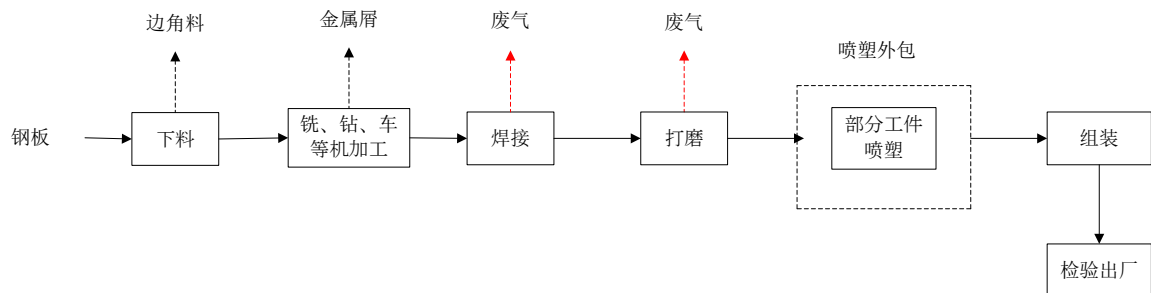 边角料
金属屑
废气
废气
喷塑外包
钢板
下料
铣、钻、车
等机加工
焊接
打磨
部分工件
喷塑
组装
检验出厂